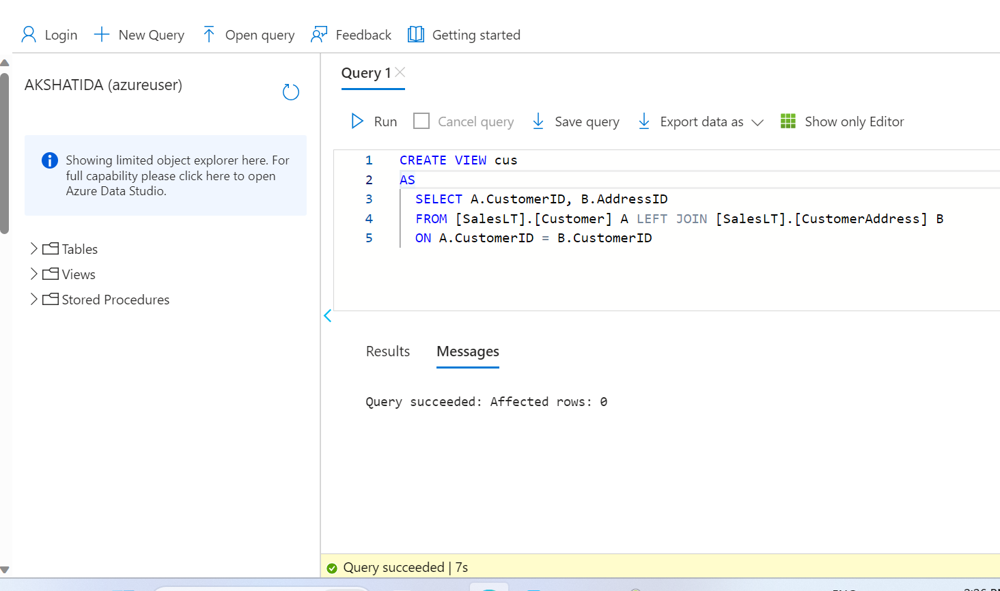 Login New Query Open query Feedback Getting started
AKSHATIDA (azureuser)
Showing limited object explorer here. For
full capability please click here to open
Azure Data Studio.
Tables
Views
Stored Procedures
Query 1
Run Cancel query Save query Export data as Show only Editor
1 CREATE VIEW cus
2 AS
3 SELECT A.CustomerID, B.AddressID
4 FROM [SalesLT].[Customer] A LEFT JOIN [SalesLT].[CustomerAddress] B
5 ON A.CustomerID = B.CustomerID
Results Messages
Query succeeded: Affected rows: 0
Query succeeded | 7s